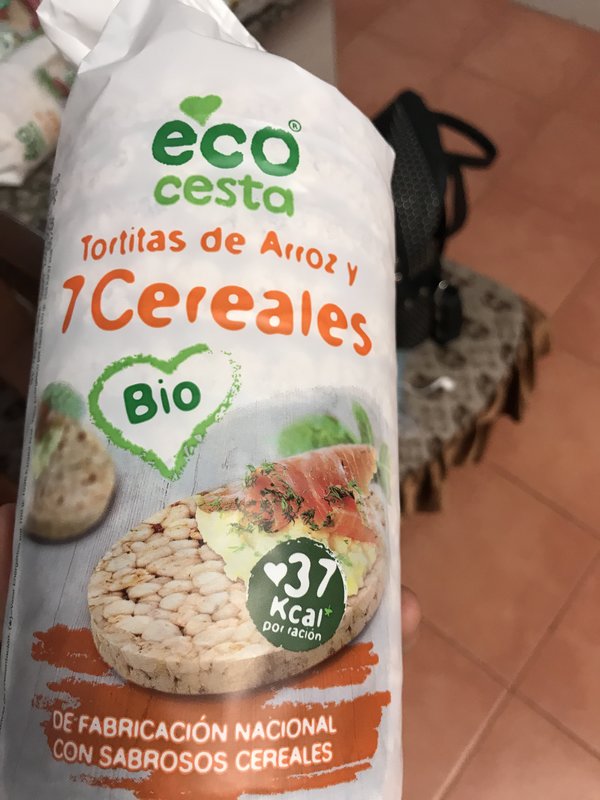 eco®
cesta
Tortitas de Arroz y
7 Cereales
Bio
37
Kcal*
por ración
DE FABRICACIÓN NACIONAL
CON SABROSOS CEREALES